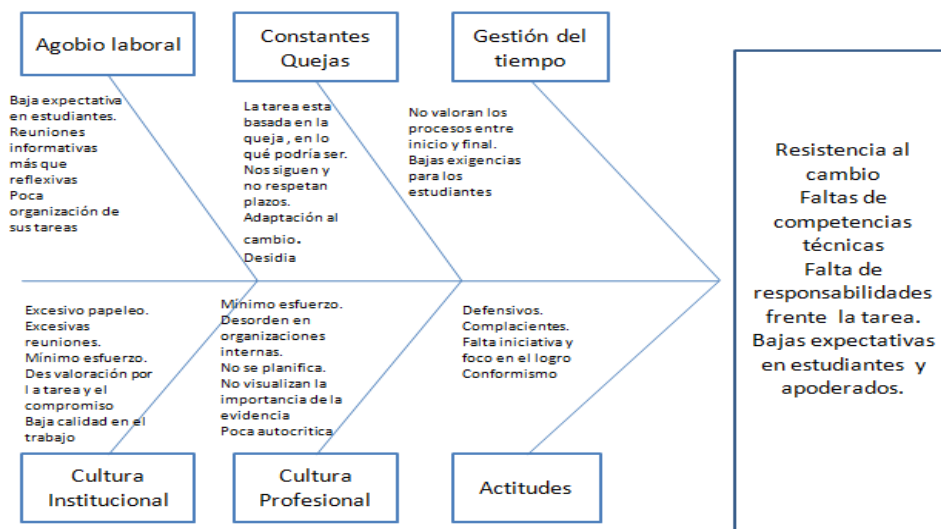 Agobio laboral
Constantes
Quejas
Gestión del
tiempo
Baja expectativa
en estudiantes.
Reuniones
informativas
más que
reflexivas
Poca
organización de
sus tareas
La tarea esta
basada en la
queja , en lo
qué podría ser.
Nos siguen y
no respetan
plazos.
Adaptación al
cambio.
Desidia
No valoran los
procesos entre
inicio y final.
Bajas exigencias
para los
estudiantes
Resistencia al
cambio
Faltas de
competencias
técnicas
Falta de
responsabilidades
frente la tarea.
Bajas expectativas
en estudiantes y
apoderados.
Excesivo papeleo.
Excesivas
reuniones.
Mínimo esfuerzo.
Des valoración por
l a tarea y el
compromiso
Baja calidad en el
trabajo
Mínimo esfuerzo.
Desorden en
organizaciones
internas.
No se planifica.
No visualizan la
importancia de la
evidencia
Poca autocritica
Defensivos.
Complacientes.
Falta iniciativa y
foco en el logro
Conformismo
Cultura
Institucional
Cultura
Profesional
Actitudes